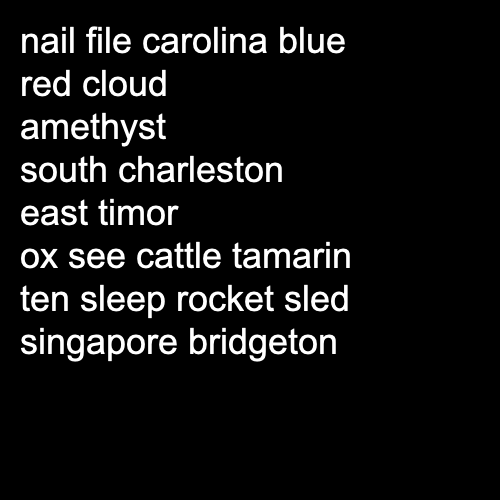 nail file carolina blue
red cloud
amethyst
south charleston
east timor
ox see cattle tamarin
ten sleep rocket sled
singapore bridgeton